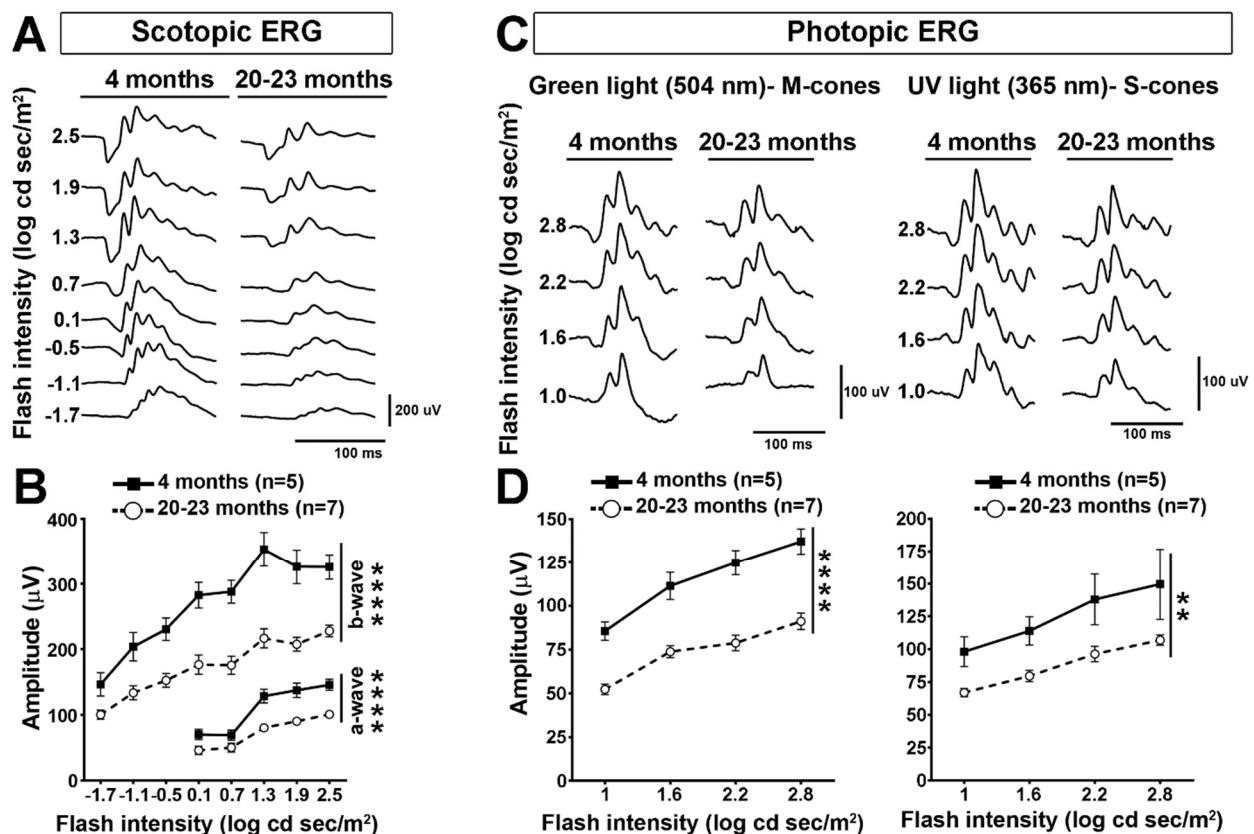 A
Scotopic ERG
4 months
20-23 months
Flash intensity (log cd sec/m²)
2.5
1.9
1.3
0.7
0.1
-0.5
-1.1
-1.7
200 uV
100 ms
C
Photopic ERG
Green light (504 nm)- M-cones
UV light (365 nm)- S-cones
4 months
20-23 months
4 months
20-23 months
Flash intensity (log cd sec/m²)
2.8
2.2
1.6
1.0
100 uV
100 ms
2.8
2.2
1.6
1.0
100 uV
100 ms
B
4 months (n=5)
20-23 months (n=7)
Amplitude (μV)
400
300
200
100
0
b-wave
****
a-wave
****
-1.7 -1.1 -0.5 0.1 0.7 1.3 1.9 2.5
Flash intensity (log cd sec/m²)
D
4 months (n=5)
20-23 months (n=7)
Amplitude (μV)
150
125
100
75
50
25
0
****
1 1.6 2.2 2.8
Flash intensity (log cd sec/m²)
4 months (n=5)
20-23 months (n=7)
Amplitude (μV)
200
175
150
125
100
75
50
25
0
**
1 1.6 2.2 2.8
Flash intensity (log cd sec/m²)